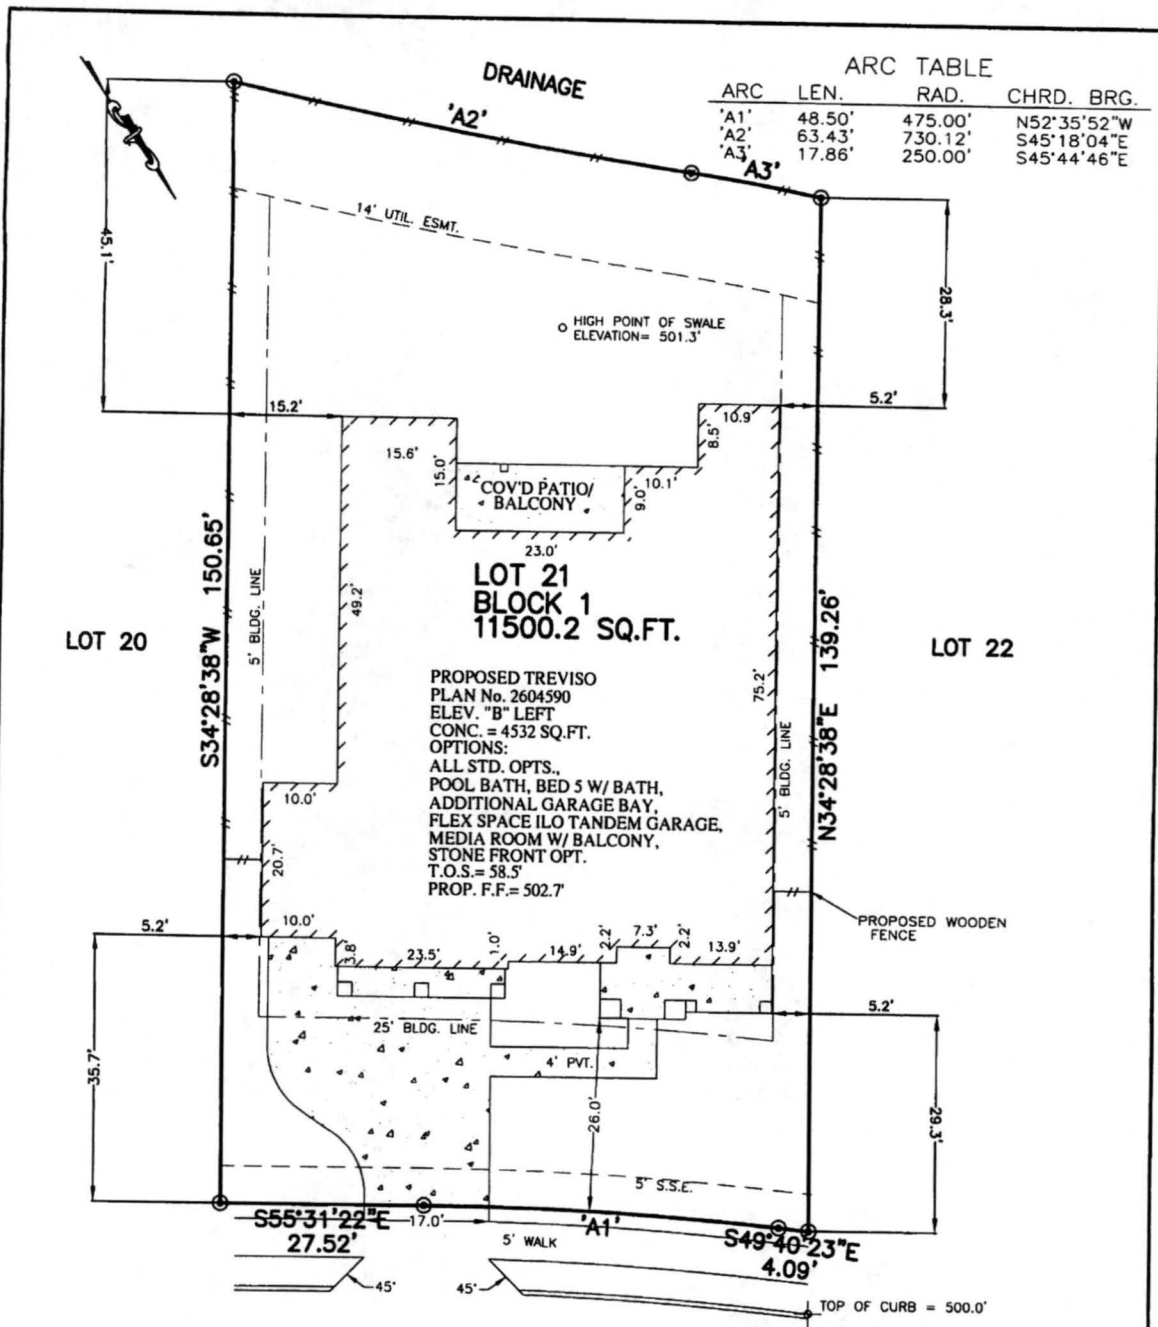 DRAINAGE
ARC TABLE
ARC LEN. RAD. CHRD. BRG.
'A1' 48.50' 475.00' N52°35'52"W
'A2' 63.43' 730.12' S45°18'04"E
'A3' 17.86' 250.00' S45°44'46"E
'A2'
'A3'
14' UTIL. ESMT.
45.1'
28.3'
HIGH POINT OF SWALE
ELEVATION= 501.3'
15.2'
5.2'
10.9'
15.6'
15.0'
8.5'
10.1'
9.0'
COV'D PATIO/
BALCONY
23.0'
LOT 21
BLOCK 1
11500.2 SQ.FT.
LOT 20
LOT 22
S34°28'38"W 150.65'
5' BLDG. LINE
49.2'
75.2'
5' BLDG. LINE
N34°28'38"E 139.26'
PROPOSED TREVISO
PLAN No. 2604590
ELEV. "B" LEFT
CONC. = 4532 SQ.FT.
OPTIONS:
ALL STD. OPTS.,
POOL BATH, BED 5 W/ BATH,
ADDITIONAL GARAGE BAY,
FLEX SPACE ILO TANDEM GARAGE,
MEDIA ROOM W/ BALCONY,
STONE FRONT OPT.
T.O.S.= 58.5'
PROP. F.F.= 502.7'
10.0'
20.7'
10.0'
5.2'
PROPOSED WOODEN
FENCE
3.8'
23.5'
1.0'
14.9'
2.2'
7.3'
2.2'
13.9'
5.2'
25' BLDG. LINE
4' PVT.
35.7'
26.0'
29.3'
5' S.S.E.
S55°31'22"E
27.52'
17.0'
'A1'
5' WALK
S49°40'23"E
4.09'
45°
45°
TOP OF CURB = 500.0'